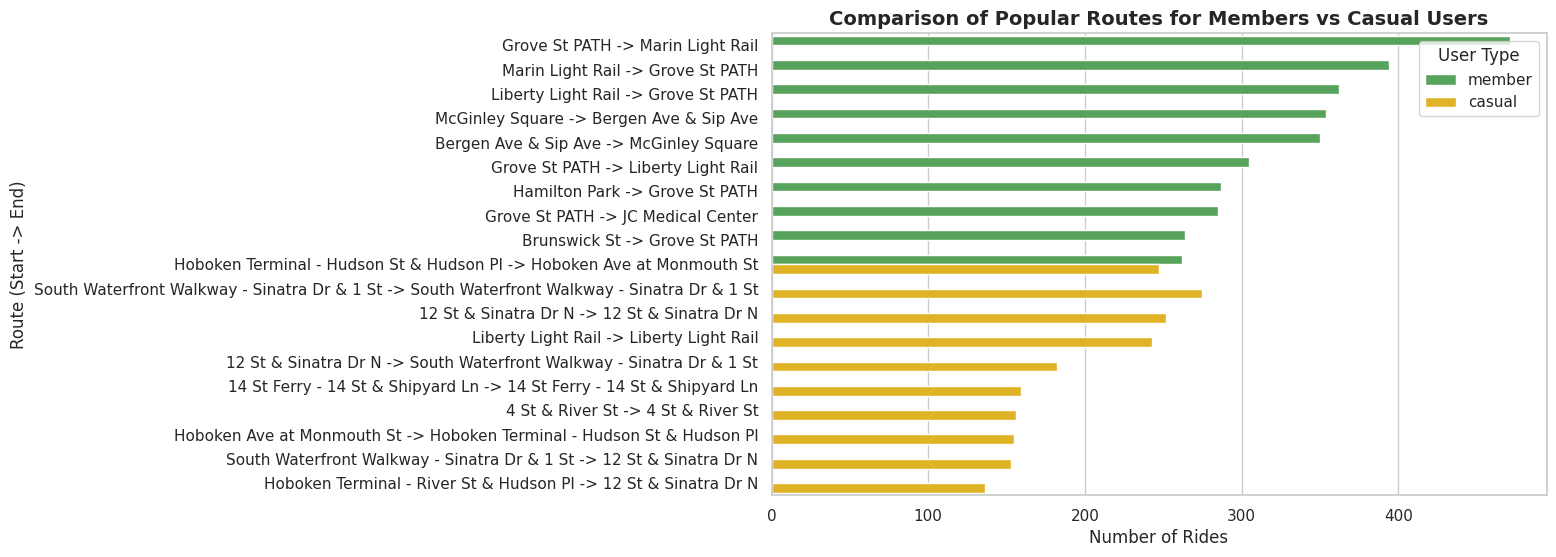 Comparison of Popular Routes for Members vs Casual Users
Route (Start -> End)
Grove St PATH -> Marin Light Rail
Marin Light Rail -> Grove St PATH
Liberty Light Rail -> Grove St PATH
McGinley Square -> Bergen Ave & Sip Ave
Bergen Ave & Sip Ave -> McGinley Square
Grove St PATH -> Liberty Light Rail
Hamilton Park -> Grove St PATH
Grove St PATH -> JC Medical Center
Brunswick St -> Grove St PATH
Hoboken Terminal - Hudson St & Hudson Pl -> Hoboken Ave at Monmouth St
South Waterfront Walkway - Sinatra Dr & 1 St -> South Waterfront Walkway - Sinatra Dr & 1 St
12 St & Sinatra Dr N -> 12 St & Sinatra Dr N
Liberty Light Rail -> Liberty Light Rail
12 St & Sinatra Dr N -> South Waterfront Walkway - Sinatra Dr & 1 St
14 St Ferry - 14 St & Shipyard Ln -> 14 St Ferry - 14 St & Shipyard Ln
4 St & River St -> 4 St & River St
Hoboken Ave at Monmouth St -> Hoboken Terminal - Hudson St & Hudson Pl
South Waterfront Walkway - Sinatra Dr & 1 St -> 12 St & Sinatra Dr N
Hoboken Terminal - River St & Hudson Pl -> 12 St & Sinatra Dr N
User Type
member
casual
0 100 200 300 400
Number of Rides